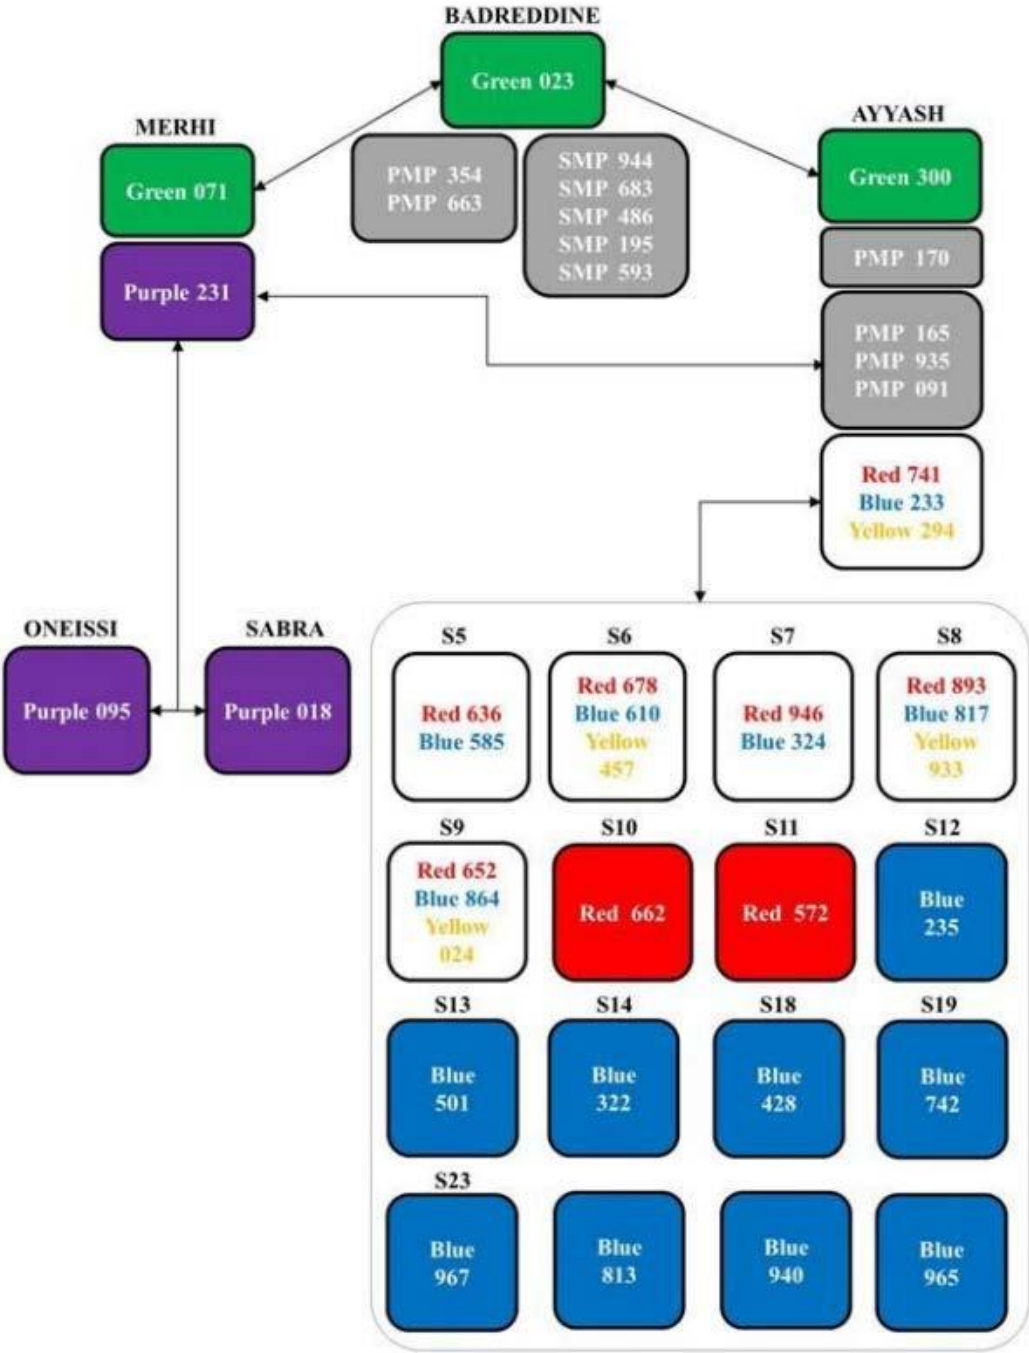 BADREDDINE
Green 023
MERHI
Green 071
AYYASH
Green 300
PMP 354
PMP 663
SMP 944
SMP 683
SMP 486
SMP 195
SMP 593
PMP 170
Purple 231
PMP 165
PMP 935
PMP 091
Red 741
Blue 233
Yellow 294
ONEISSI
Purple 095
SABRA
Purple 018
S5
Red 636
Blue 585
S6
Red 678
Blue 610
Yellow
457
S7
Red 946
Blue 324
S8
Red 893
Blue 817
Yellow
933
S9
Red 652
Blue 864
Yellow
024
S10
Red 662
S11
Red 572
S12
Blue
235
S13
Blue
501
S14
Blue
322
S18
Blue
428
S19
Blue
742
S23
Blue
967
Blue
813
Blue
940
Blue
965